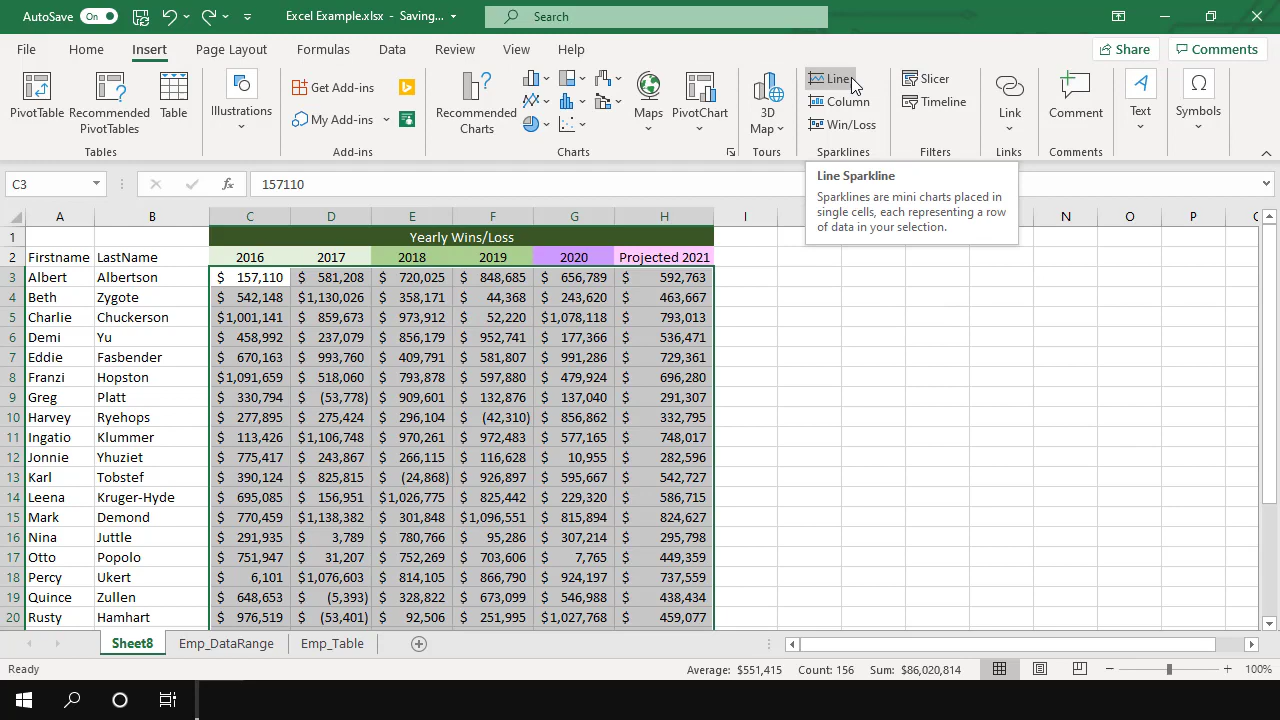 AutoSave On Excel Example.xlsx - Saving... Search
File Home Insert Page Layout Formulas Data Review View Help Share Comments
PivotTable
Recommended PivotTables
Table
Tables
Illustrations
Get Add-ins
My Add-ins
Add-ins
Recommended Charts
Maps
PivotChart
Charts
3D Map
Tours
Line
Column
Win/Loss
Sparklines
Slicer
Timeline
Filters
Link
Links
Comment
Comments
Text
Symbols
C3 fx 157110
Line Sparkline
Sparklines are mini charts placed in
single cells, each representing a row
of data in your selection.
A B C D E F G H I N O P
1 Yearly Wins/Loss
2 Firstname LastName 2016 2017 2018 2019 2020 Projected 2021
3 Albert Albertson $ 157,110 $ 581,208 $ 720,025 $ 848,685 $ 656,789 $ 592,763
4 Beth Zygote $ 542,148 $1,130,026 $ 358,171 $ 44,368 $ 243,620 $ 463,667
5 Charlie Chuckerson $1,001,141 $ 859,673 $ 973,912 $ 52,220 $1,078,118 $ 793,013
6 Demi Yu $ 458,992 $ 237,079 $ 856,179 $ 952,741 $ 177,366 $ 536,471
7 Eddie Fasbender $ 670,163 $ 993,760 $ 409,791 $ 581,807 $ 991,286 $ 729,361
8 Franzi Hopston $1,091,659 $ 518,060 $ 793,878 $ 597,880 $ 479,924 $ 696,280
9 Greg Platt $ 330,794 $ (53,778) $ 909,601 $ 132,876 $ 137,040 $ 291,307
10 Harvey Ryehops $ 277,895 $ 275,424 $ 296,104 $ (42,310) $ 856,862 $ 332,795
11 Ingatio Klummer $ 113,426 $1,106,748 $ 970,261 $ 972,483 $ 577,165 $ 748,017
12 Jonnie Yhuziet $ 775,417 $ 243,867 $ 266,115 $ 116,628 $ 10,955 $ 282,596
13 Karl Tobstef $ 390,124 $ 825,815 $ (24,868) $ 926,897 $ 595,667 $ 542,727
14 Leena Kruger-Hyde $ 695,085 $ 156,951 $1,026,775 $ 825,442 $ 229,320 $ 586,715
15 Mark Demond $ 770,459 $1,138,382 $ 301,848 $1,096,551 $ 815,894 $ 824,627
16 Nina Juttle $ 291,935 $ 3,789 $ 780,766 $ 95,286 $ 307,214 $ 295,798
17 Otto Popolo $ 751,947 $ 31,207 $ 752,269 $ 703,606 $ 7,765 $ 449,359
18 Percy Ukert $ 6,101 $1,076,603 $ 814,105 $ 866,790 $ 924,197 $ 737,559
19 Quince Zullen $ 648,653 $ (5,393) $ 328,822 $ 673,099 $ 546,988 $ 438,434
20 Rusty Hamhart $ 976,519 $ (53,401) $ 92,506 $ 251,995 $1,027,768 $ 459,077
Sheet8 Emp_DataRange Emp_Table
Ready Average: $551,415 Count: 156 Sum: $86,020,814 100%